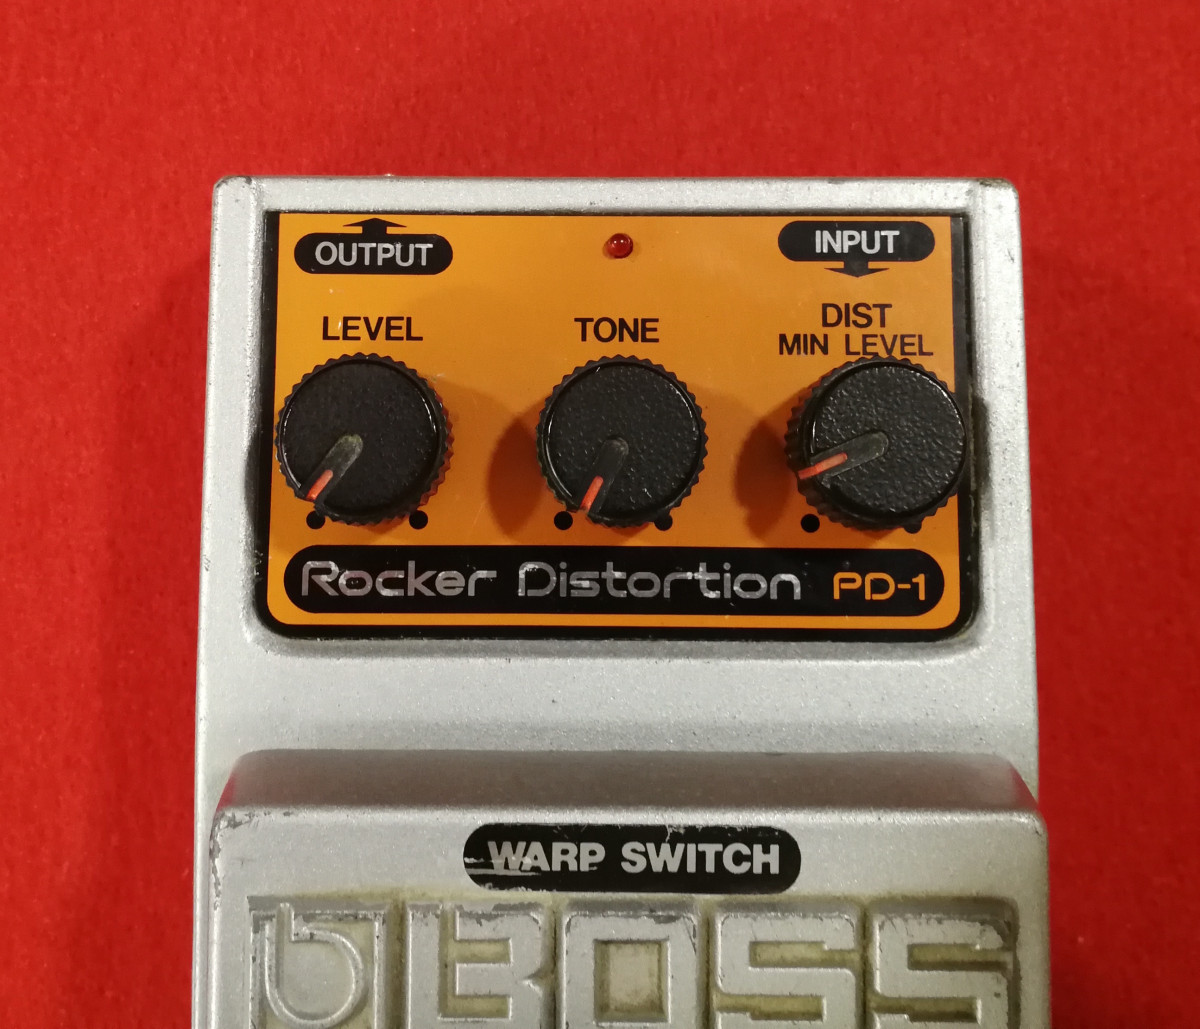 OUTPUT
INPUT
LEVEL
TONE
DIST
MIN LEVEL
Rocker Distortion PD-1
WARP SWITCH
BOSS